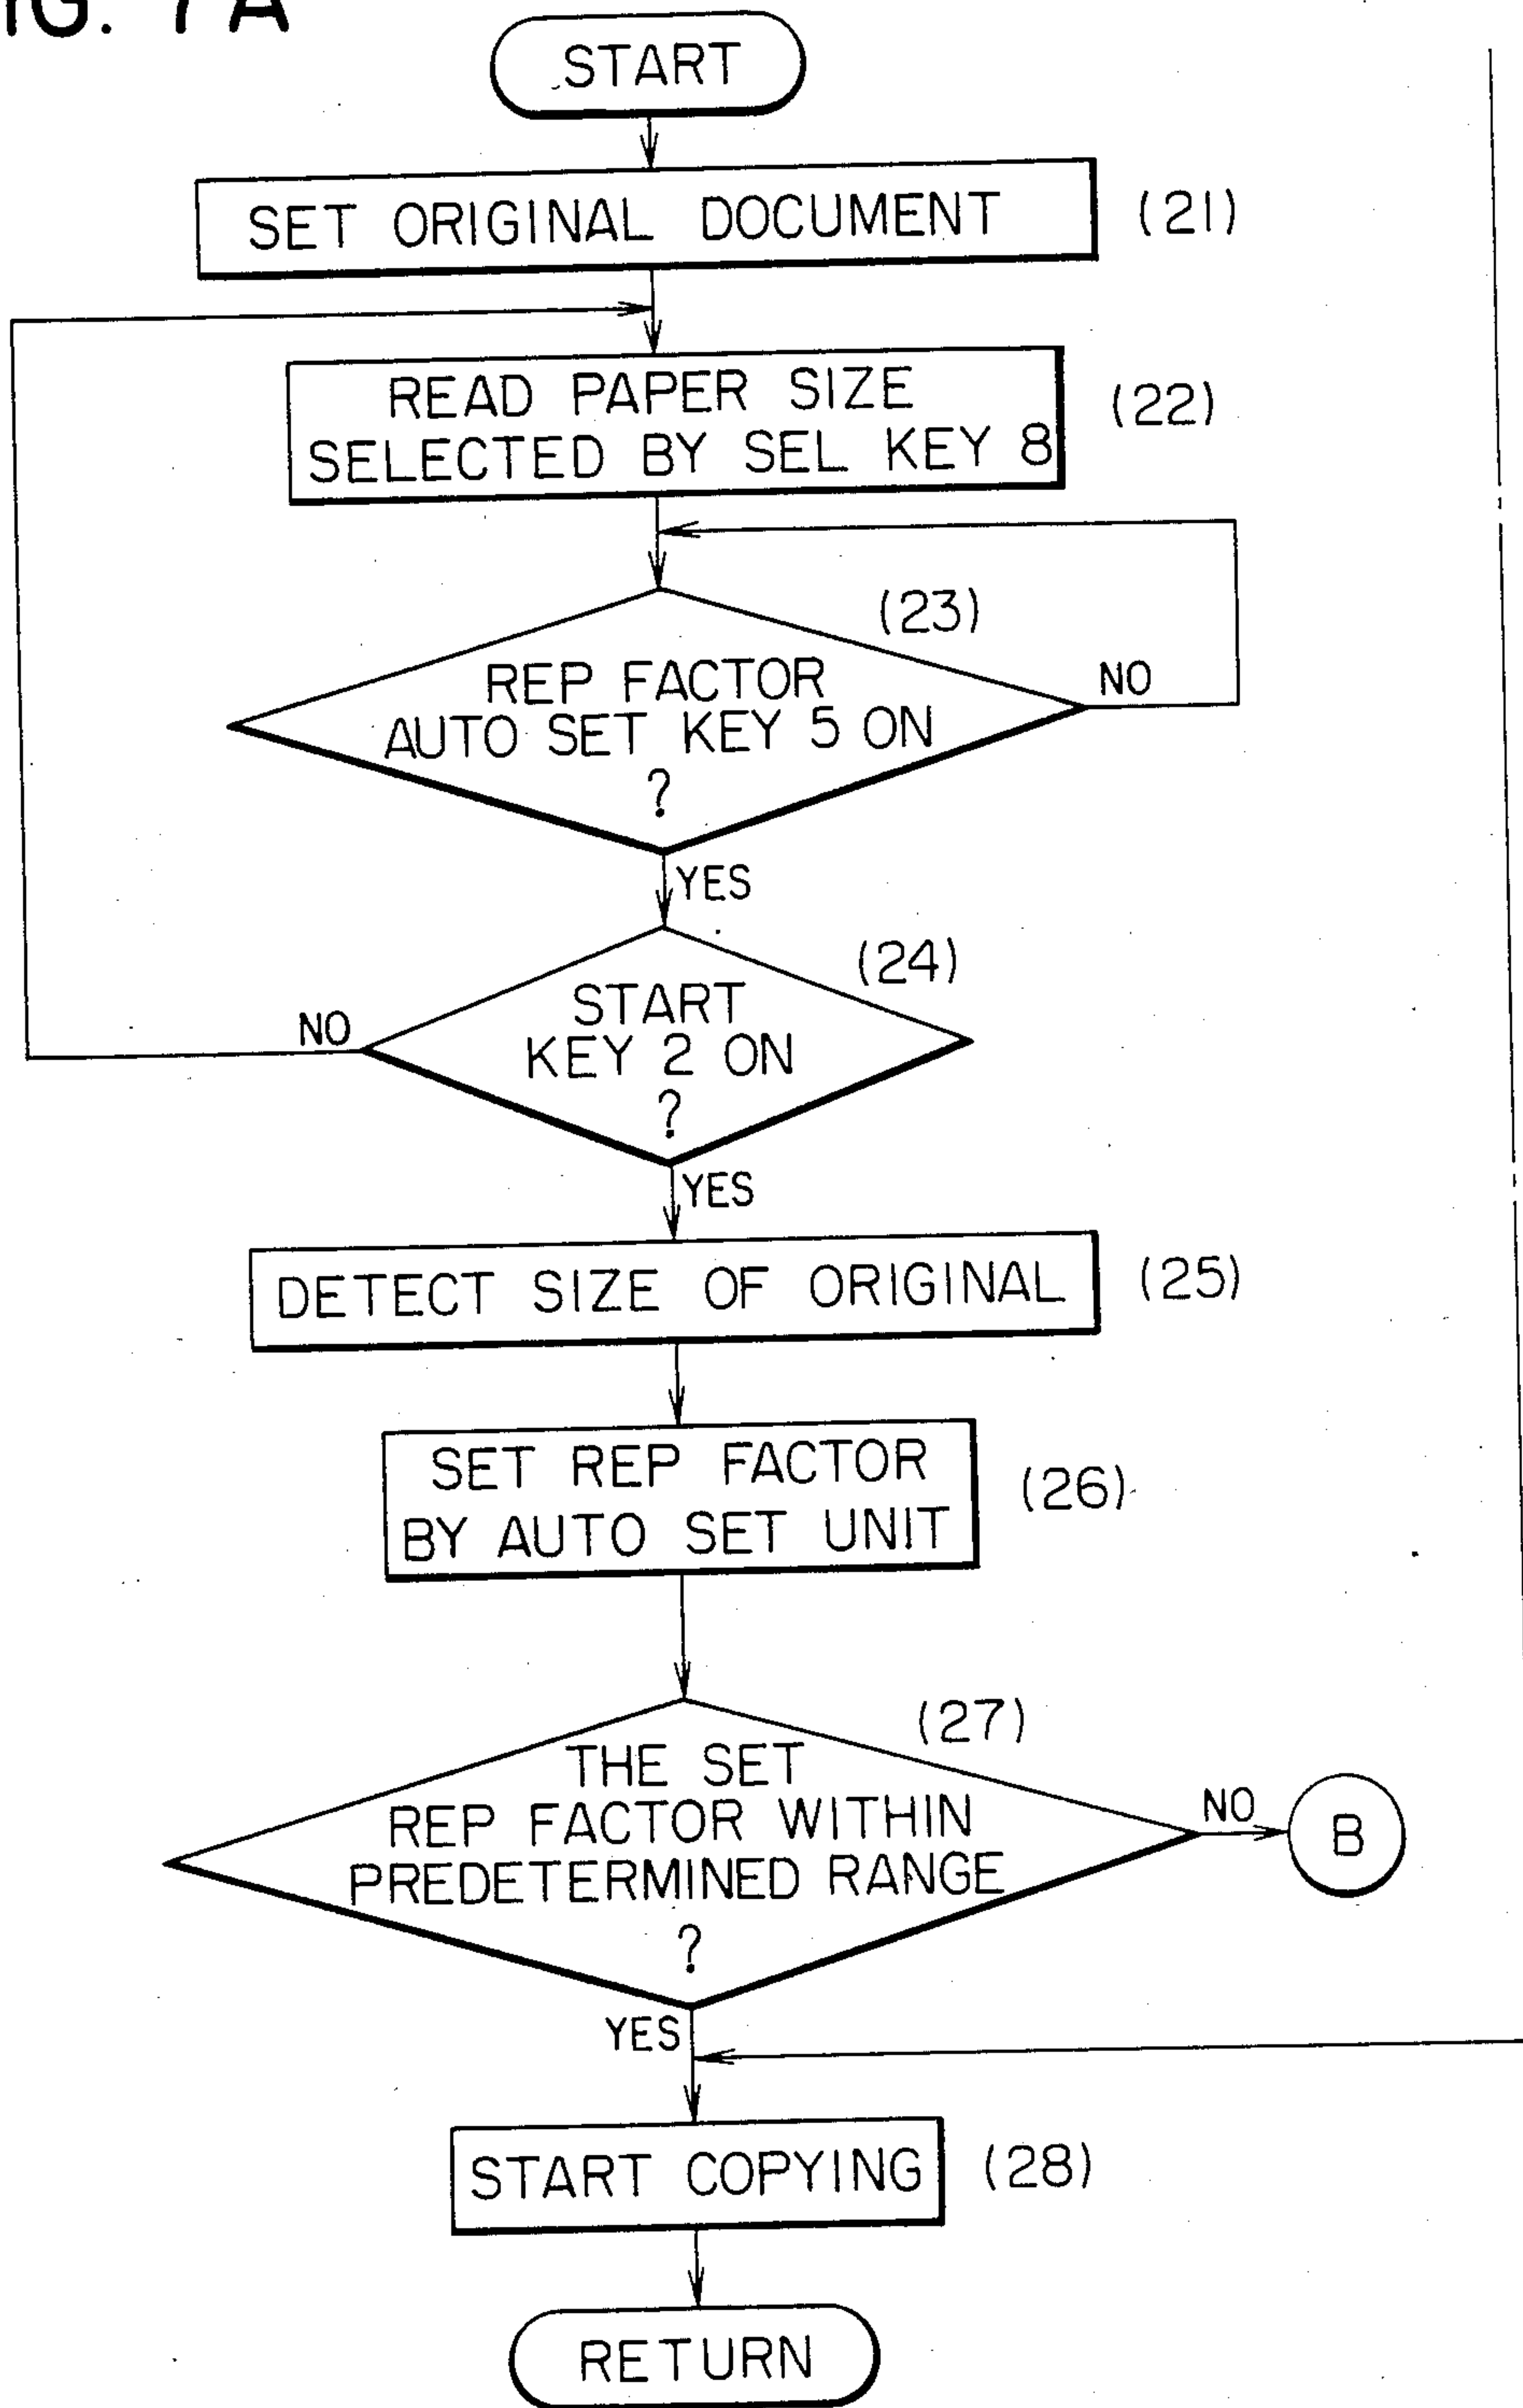 IG. 7A
START
SET ORIGINAL DOCUMENT (21)
READ PAPER SIZE
SELECTED BY SEL KEY 8
(22)
(23)
REP FACTOR
AUTO SET KEY 5 ON
?
NO
YES
(24)
START
KEY 2 ON
?
NO
YES
DETECT SIZE OF ORIGINAL (25)
SET REP FACTOR
BY AUTO SET UNIT
(26)
(27)
THE SET
REP FACTOR WITHIN
PREDETERMINED RANGE
?
NO
B
YES
START COPYING (28)
RETURN